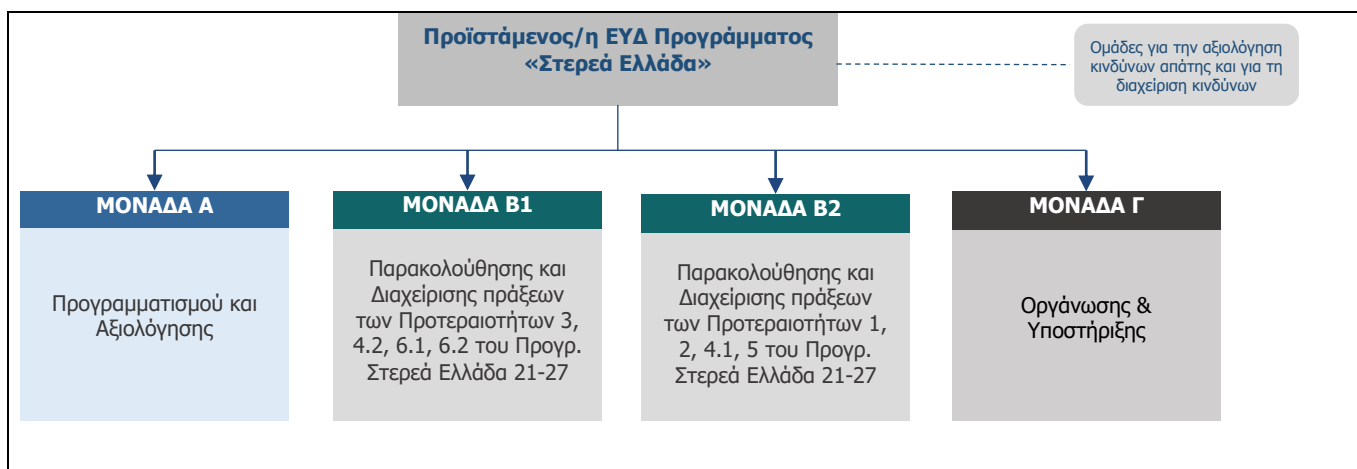 Προϊστάμενος/η ΕΥΔ Προγράμματος
«Στερεά Ελλάδα»
Ομάδες για την αξιολόγηση
κινδύνων απάτης και για τη
διαχείριση κινδύνων
ΜΟΝΑΔΑ Α
Προγραμματισμού και
Αξιολόγησης
ΜΟΝΑΔΑ Β1
Παρακολούθησης και
Διαχείρισης πράξεων
των Προτεραιοτήτων 3,
4.2, 6.1, 6.2 του Προγρ.
Στερεά Ελλάδα 21-27
ΜΟΝΑΔΑ Β2
Παρακολούθησης και
Διαχείρισης πράξεων
των Προτεραιοτήτων 1,
2, 4.1, 5 του Προγρ.
Στερεά Ελλάδα 21-27
ΜΟΝΑΔΑ Γ
Οργάνωσης &
Υποστήριξης